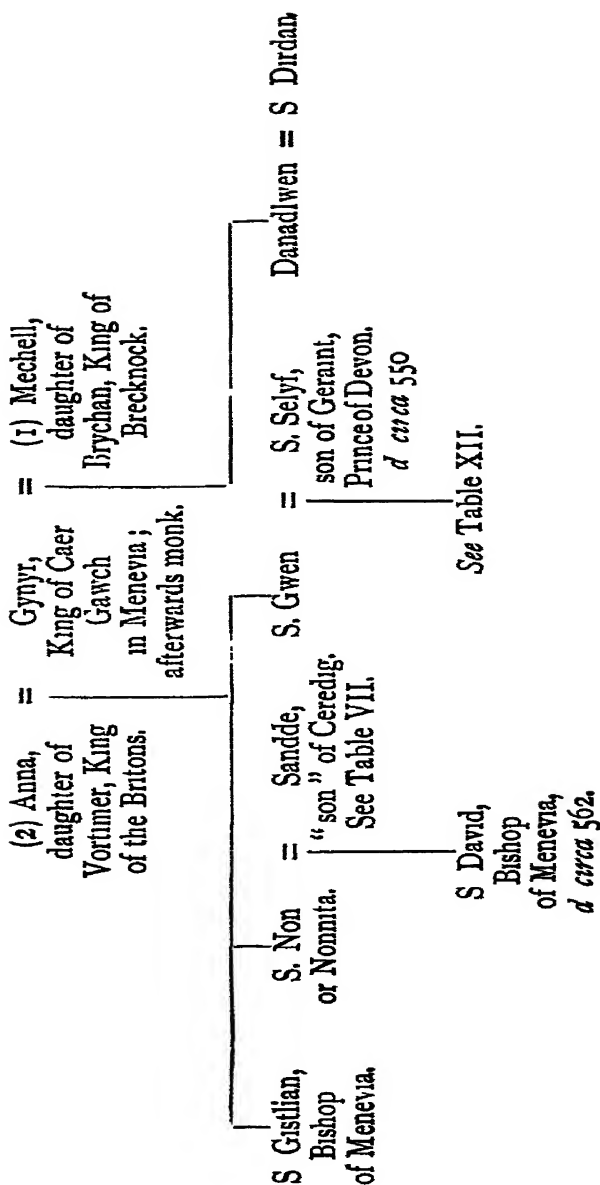 (2) Anna,
daughter of
Vortimer, King
of the Britons.
=
Gynyr,
King of Caer
Gawch
in Menevia;
afterwards monk.
=
(1) Mechell,
daughter of
Brychan, King of
Brecknock.
S Gistlian,
Bishop
of Menevia.
S. Non
or Nonnita.
=
Sandde,
"son" of Ceredig.
See Table VII.
S. Gwen
=
S. Selyf,
son of Geraint,
Prince of Devon.
d circa 550
Danadlwen = S Dirdan.
S David,
Bishop
of Menevia,
d circa 562.
See Table XII.